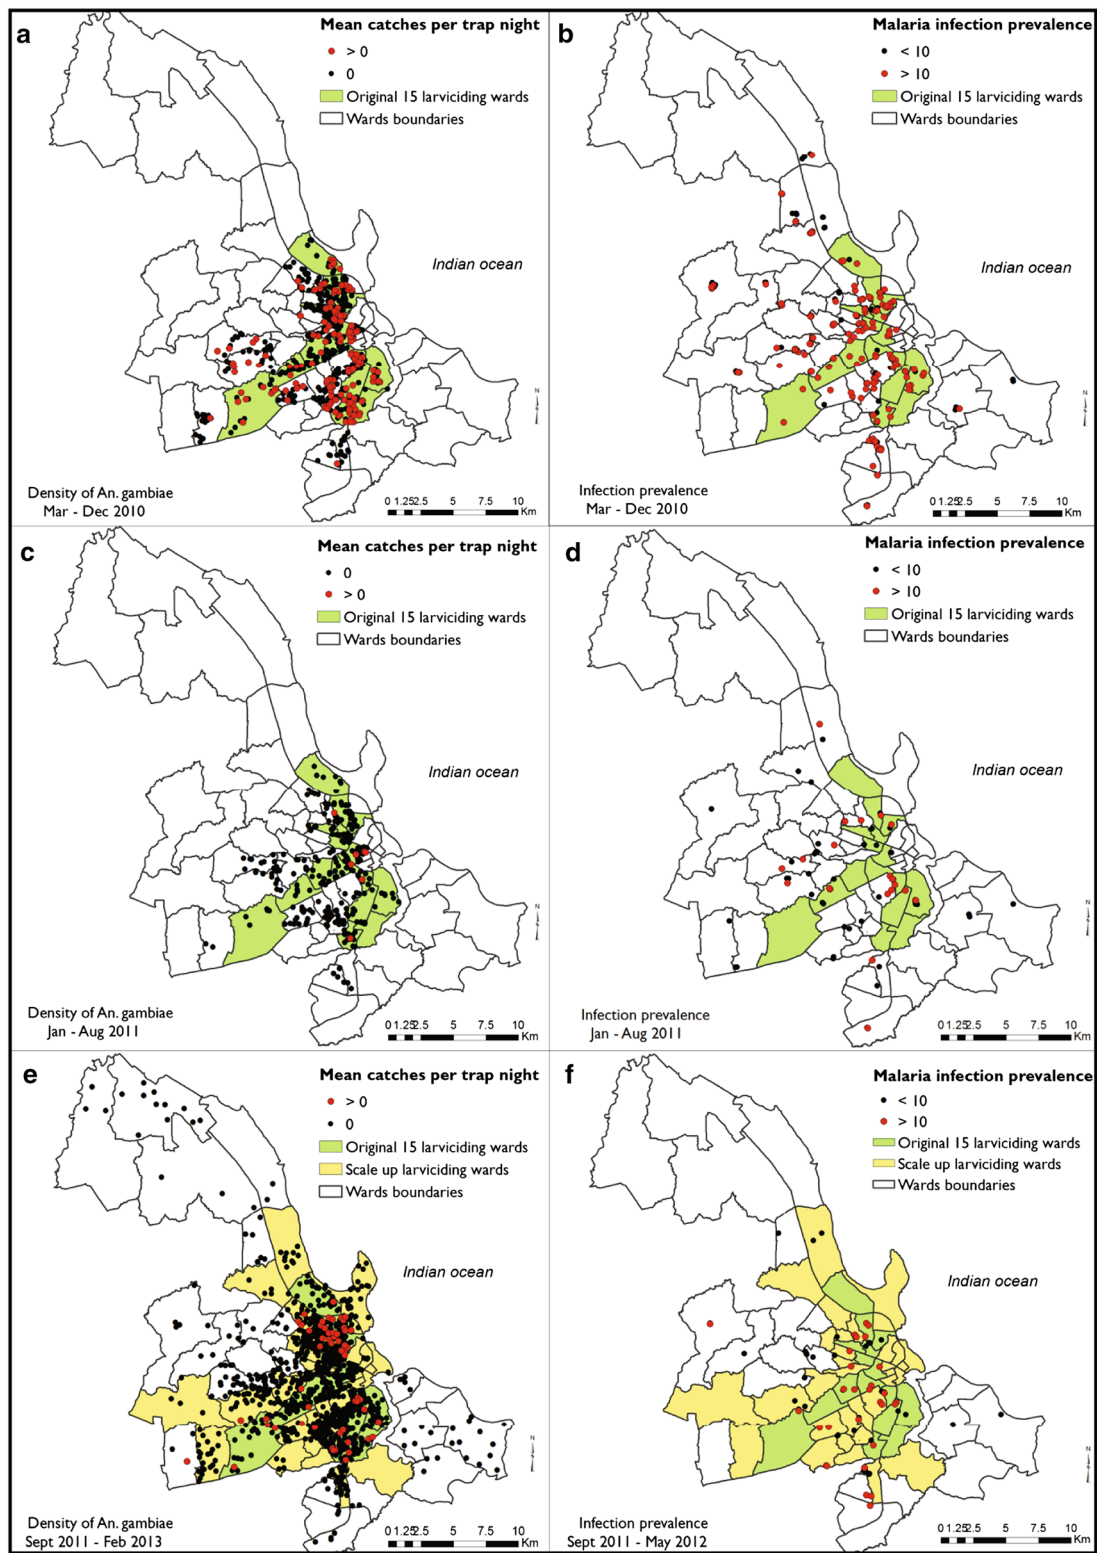 a
Mean catches per trap night
> 0
0
Original 15 larviciding wards
Wards boundaries
Indian ocean
N
Density of An. gambiae
Mar - Dec 2010
0 1.25 2.5 5 7.5 10
Km
b
Malaria infection prevalence
< 10
> 10
Original 15 larviciding wards
Wards boundaries
Indian ocean
N
Infection prevalence
Mar - Dec 2010
0 1.25 2.5 5 7.5 10
Km
c
Mean catches per trap night
0
> 0
Original 15 larviciding wards
Wards boundaries
Indian ocean
N
Density of An. gambiae
Jan - Aug 2011
0 1.25 2.5 5 7.5 10
Km
d
Malaria infection prevalence
< 10
> 10
Original 15 larviciding wards
Wards boundaries
Indian ocean
N
Infection prevalence
Jan - Aug 2011
0 1.25 2.5 5 7.5 10
Km
e
Mean catches per trap night
> 0
0
Original 15 larviciding wards
Scale up larviciding wards
Wards boundaries
Indian ocean
N
Density of An. gambiae
Sept 2011 - Feb 2013
0 1.25 2.5 5 7.5 10
Km
f
Malaria infection prevalence
< 10
> 10
Original 15 larviciding wards
Scale up larviciding wards
Wards boundaries
Indian ocean
N
Infection prevalence
Sept 2011 - May 2012
0 1.25 2.5 5 7.5 10
Km